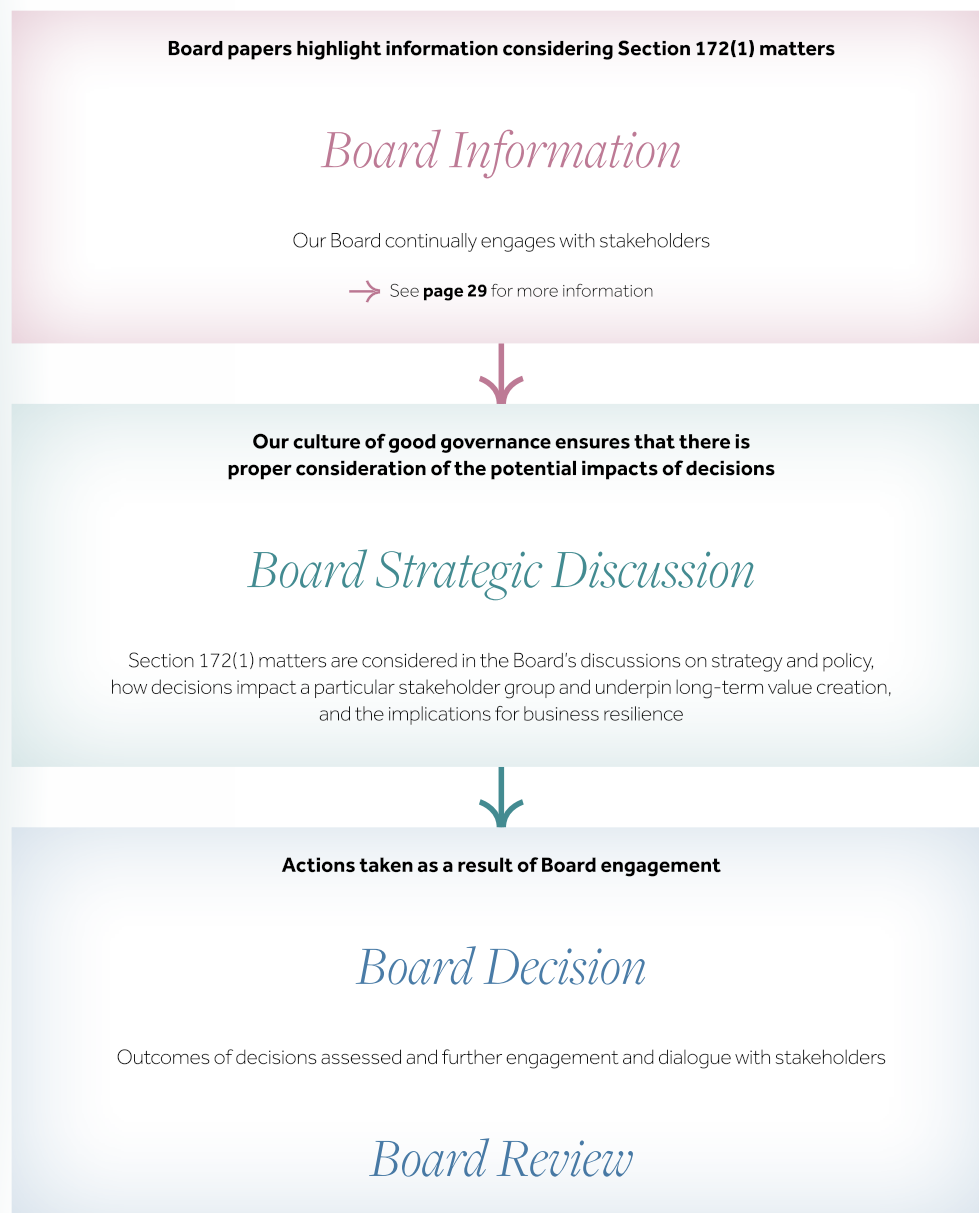 Board papers highlight information considering Section 172(1) matters
Board Information
Our Board continually engages with stakeholders
See page 29 for more information
Our culture of good governance ensures that there is
proper consideration of the potential impacts of decisions
Board Strategic Discussion
Section 172(1) matters are considered in the Board’s discussions on strategy and policy,
how decisions impact a particular stakeholder group and underpin long-term value creation,
and the implications for business resilience
Actions taken as a result of Board engagement
Board Decision
Outcomes of decisions assessed and further engagement and dialogue with stakeholders
Board Review